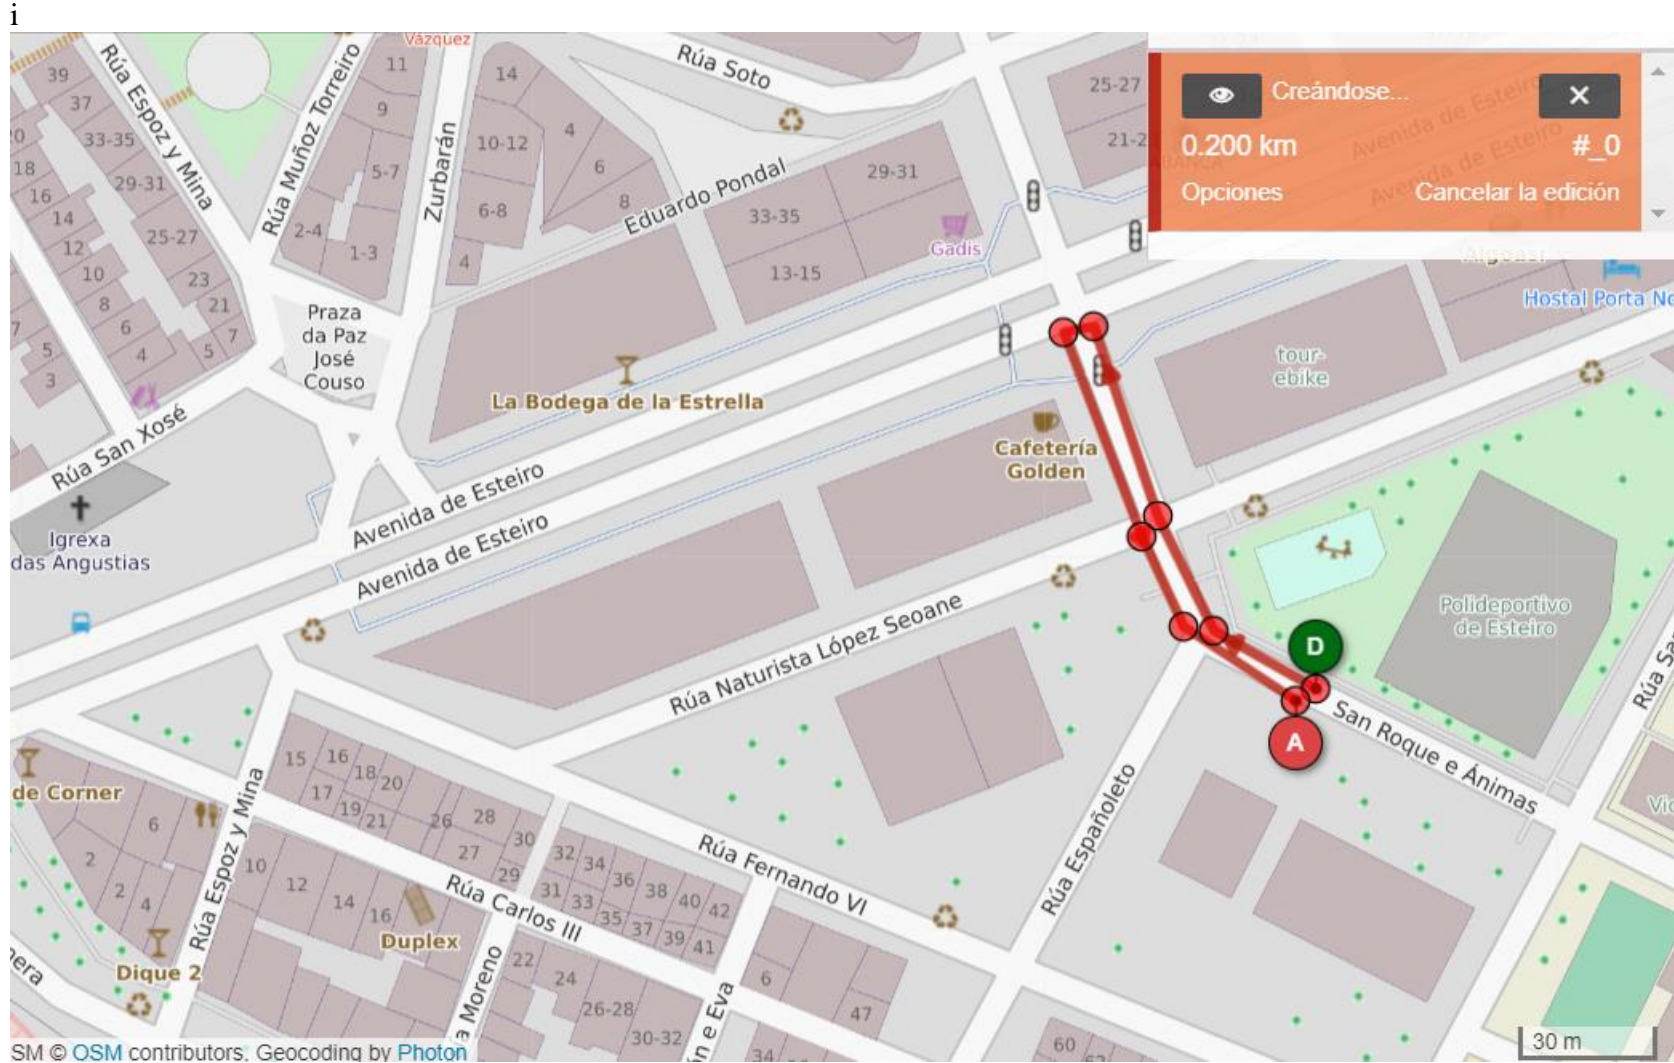 i
Vázquez
Rúa Soto
Rúa Espoz y Mina
Rúa Muñoz Torreiro
Zurbarán
39
37
33-35
18
16
14
12
10
8
6
4
29-31
25-27
23
21
7
5
5
3
11
9
5-7
2-4
1-3
14
10-12
6-8
4
4
6
8
Eduardo Pondal
33-35
29-31
13-15
25-27
Gadis
Creándose...
0.200 km
#_0
Opciones
Cancelar la edición
Avenida de Esteiro
Avenida de Esteiro
Hostal Porta
Praza
da Paz
José
Couso
La Bodega de la Estrella
Cafetería
Golden
tour-
ebike
Rúa San Xosé
Igrexa
das Angustias
Avenida de Esteiro
Avenida de Esteiro
Rúa Naturista López Seoane
Polideportivo
de Esteiro
D
A
San Roque e Ánimas
Rúa Españoleto
Rúa Fernando VI
Rúa Carlos III
Rúa Espoz y Mina
de Corner
6
2
2
4
Dique 2
15
16
18
20
17
19
21
26
28
27
30
29
32
34
36
38
40
42
31
33
35
37
39
41
10
12
14
16
Duplex
22
24
26-28
30-32
6
47
34
60
Moreno
e Eva
30 m
SM © OSM contributors. Geocoding by Photon